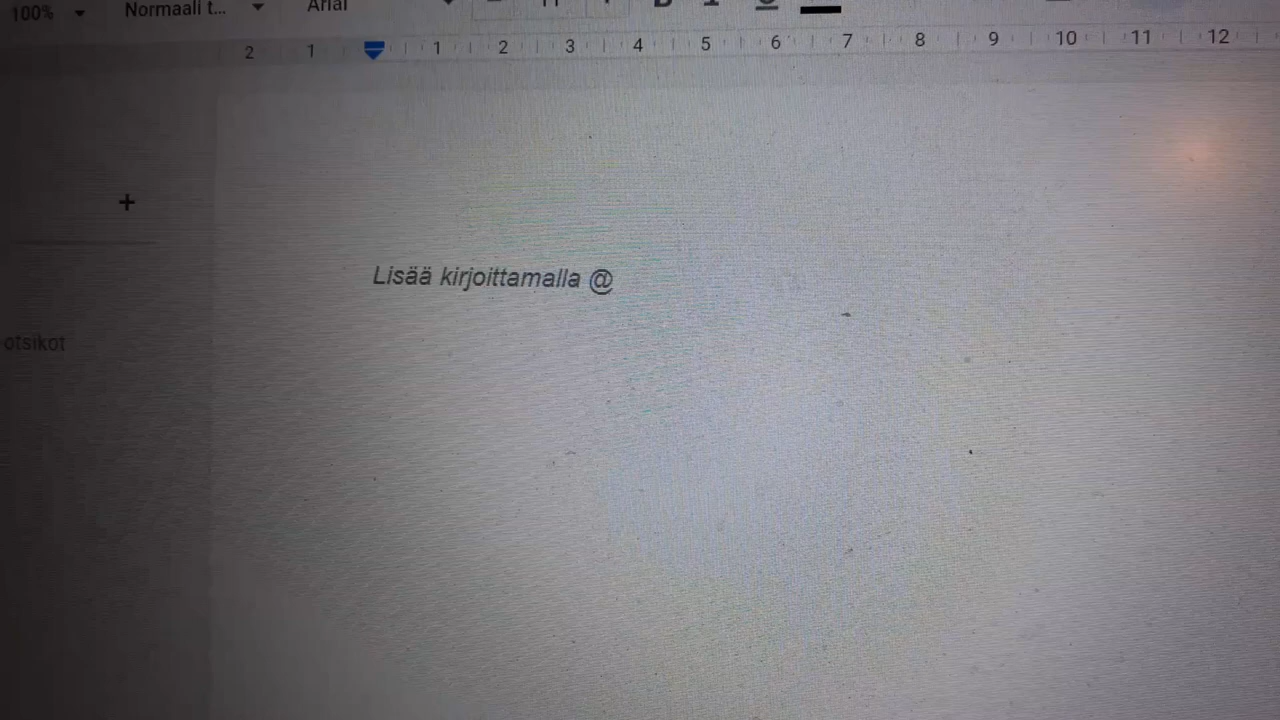 100% Normaali t... Arial
2 1 1 2 3 4 5 6 7 8 9 10 11 12
+
Lisää kirjoittamalla @
otsikot